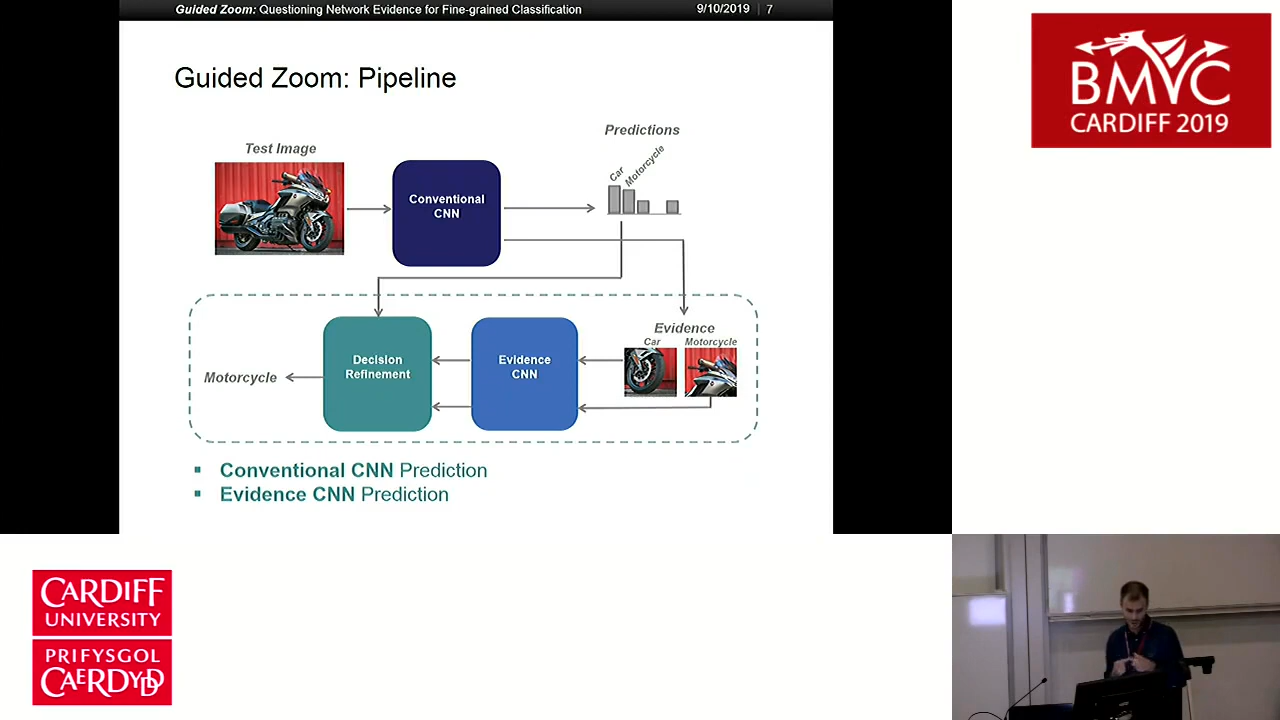 Guided Zoom: Questioning Network Evidence for Fine-grained Classification
9/10/2019 | 7
BMVC
CARDIFF 2019
Guided Zoom: Pipeline
Predictions
Test Image
Car
Motorcycle
Conventional
CNN
Evidence
Car
Motorcycle
Decision
Refinement
Evidence
CNN
Motorcycle
▪ Conventional CNN Prediction
▪ Evidence CNN Prediction
CARDIFF
UNIVERSITY
PRIFYSGOL
CAERDYDD